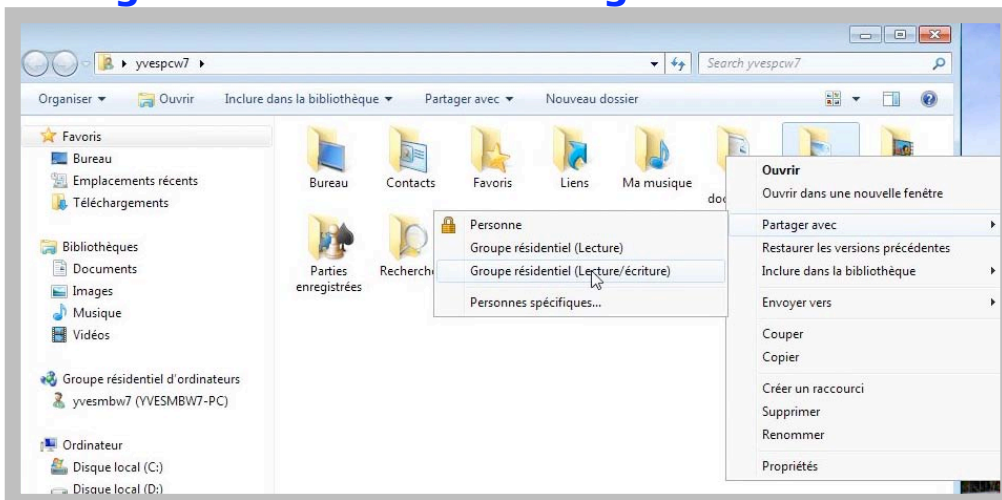 yvespcw7
Search yvespcw7
Organiser
Ouvrir
Inclure dans la bibliothèque
Partager avec
Nouveau dossier
Favoris
Bureau
Emplacements récents
Téléchargements
Bibliothèques
Documents
Images
Musique
Vidéos
Groupe résidentiel d'ordinateurs
yvesmbw7 (YVESMBW7-PC)
Ordinateur
Disque local (C:)
Disque local (D:)
Bureau
Contacts
Favoris
Liens
Ma musique
Parties
enregistrées
Personne
Groupe résidentiel (Lecture)
Groupe résidentiel (Lecture/écriture)
Personnes spécifiques...
Ouvrir
Ouvrir dans une nouvelle fenêtre
Partager avec
Restaurer les versions précédentes
Inclure dans la bibliothèque
Envoyer vers
Couper
Copier
Créer un raccourci
Supprimer
Renommer
Propriétés